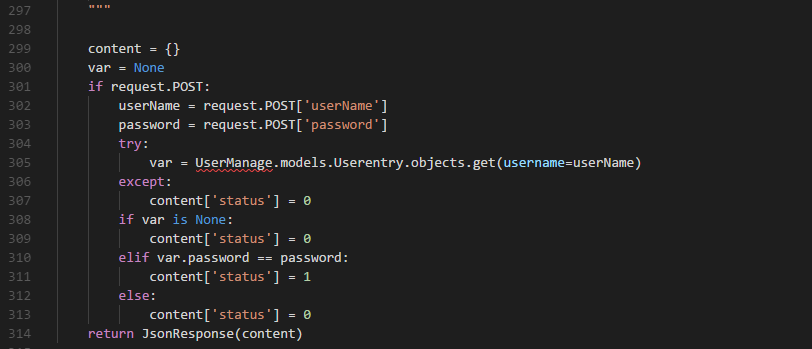 297 """
298
299 content = {}
300 var = None
301 if request.POST:
302 userName = request.POST['userName']
303 password = request.POST['password']
304 try:
305 var = UserManage.models.Userentry.objects.get(username=userName)
306 except:
307 content['status'] = 0
308 if var is None:
309 content['status'] = 0
310 elif var.password == password:
311 content['status'] = 1
312 else:
313 content['status'] = 0
314 return JsonResponse(content)